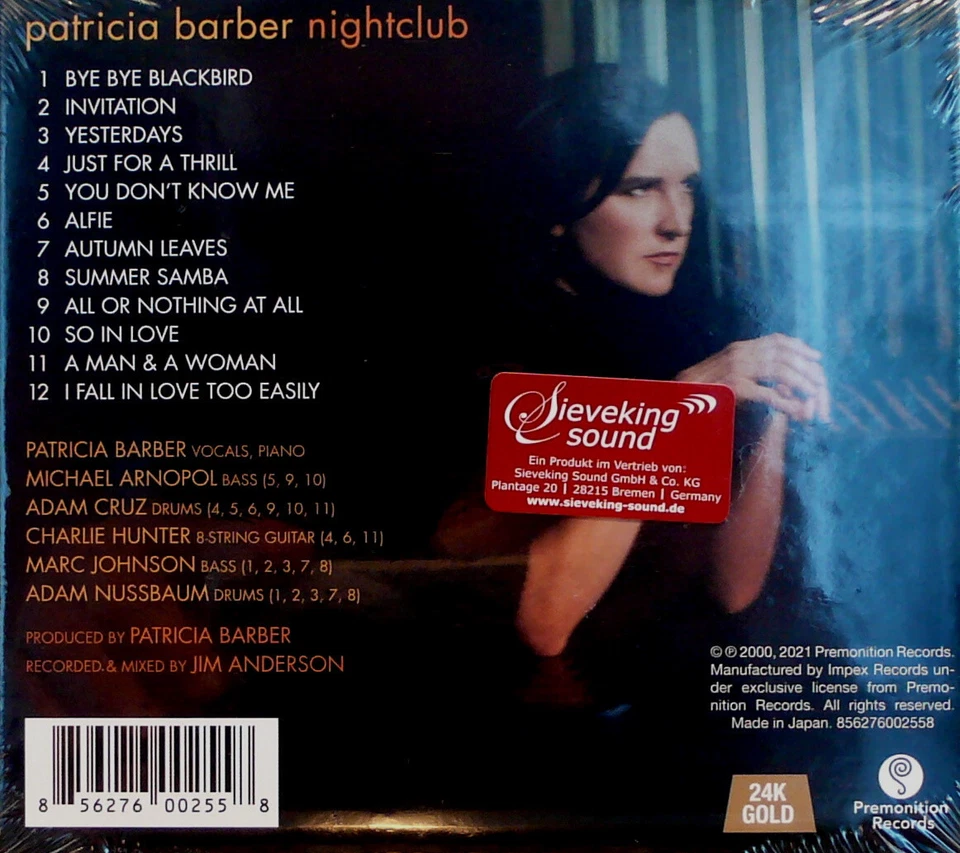 patricia barber nightclub
1 BYE BYE BLACKBIRD
2 INVITATION
3 YESTERDAYS
4 JUST FOR A THRILL
5 YOU DON'T KNOW ME
6 ALFIE
7 AUTUMN LEAVES
8 SUMMER SAMBA
9 ALL OR NOTHING AT ALL
10 SO IN LOVE
11 A MAN & A WOMAN
12 I FALL IN LOVE TOO EASILY
PATRICIA BARBER VOCALS, PIANO
MICHAEL ARNOPOL BASS (5, 9, 10)
ADAM CRUZ DRUMS (4, 5, 6, 9, 10, 11)
CHARLIE HUNTER 8-STRING GUITAR (4, 6, 11)
MARC JOHNSON BASS (1, 2, 3, 7, 8)
ADAM NUSSBAUM DRUMS (1, 2, 3, 7, 8)
PRODUCED BY PATRICIA BARBER
RECORDED & MIXED BY JIM ANDERSON
Sieveking
sound
Ein Produkt im Vertrieb von:
Sieveking Sound GmbH & Co. KG
Plantage 20 | 28215 Bremen | Germany
www.sieveking-sound.de
© ℗ 2000, 2021 Premonition Records.
Manufactured by Impex Records un-
der exclusive license from Premo-
nition Records. All rights reserved.
Made in Japan. 856276002558
8 56276 00255 8
24K
GOLD
Premonition
Records